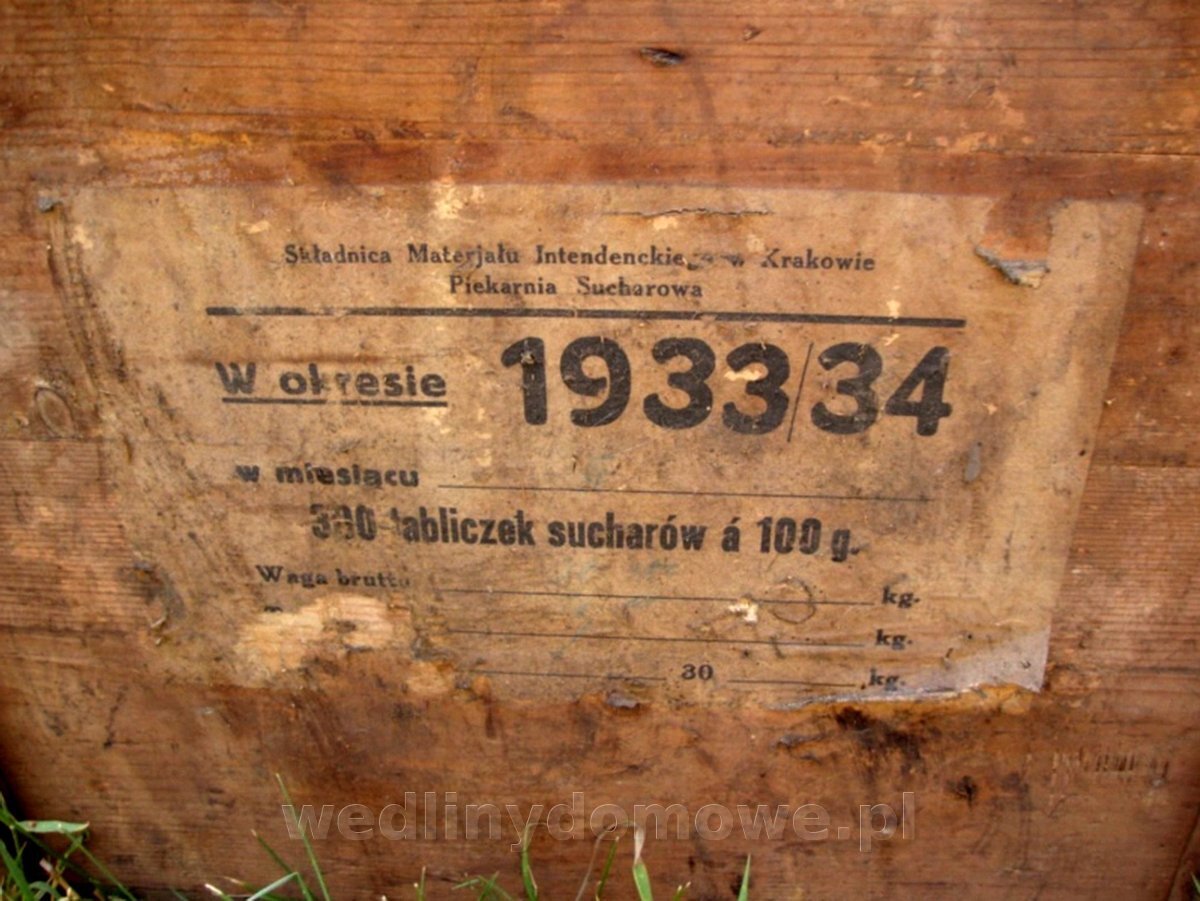 Składnica Materjału Intendenckiego w Krakowie
Piekarnia Sucharowa
W okresie 1933/34
w miesiącu
300 tabliczek sucharów á 100 g.
Waga brutto kg.
kg.
30 kg.
wedlinydomowe.pl